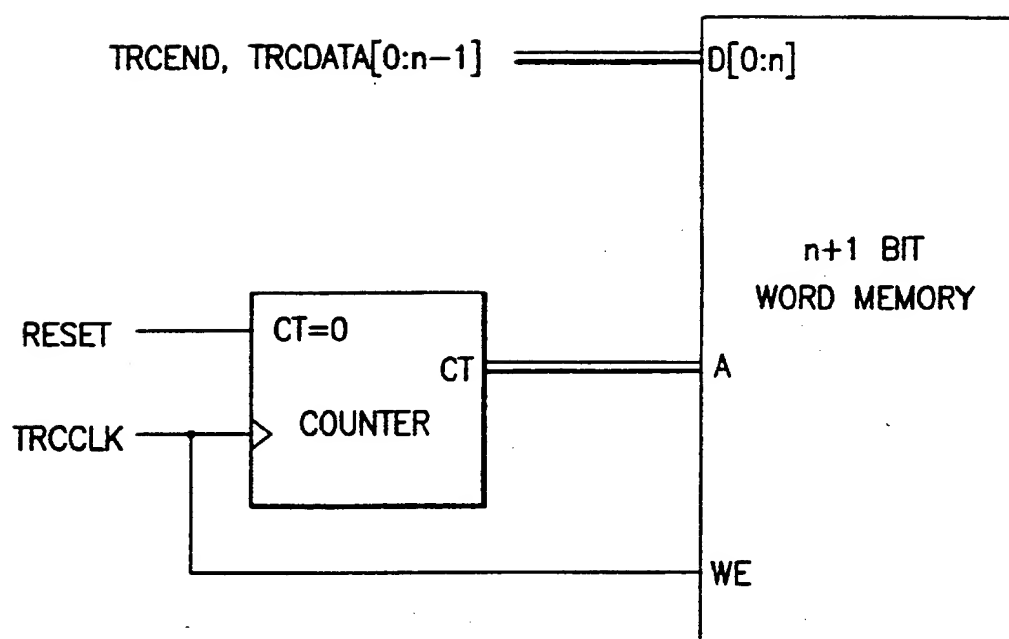 TRCEND, TRCDATA[0:n-1]
D[0:n]
n+1 BIT
WORD MEMORY
RESET
CT=0
CT
A
TRCCLK
COUNTER
WE